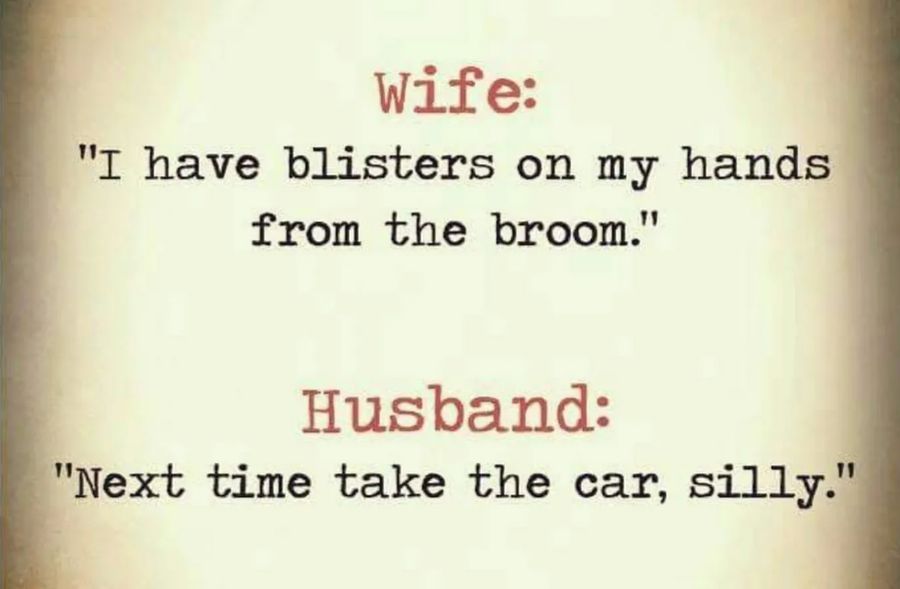 Wife:
"I have blisters on my hands
from the broom."
Husband:
"Next time take the car, silly."